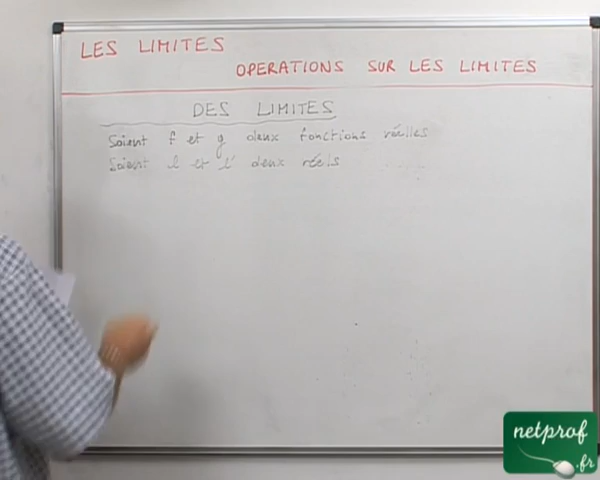 LES LIMITES
OPERATIONS SUR LES LIMITES
DES LIMITES
Soient f et g deux fonctions réelles
Soient l et l' deux réels
netprof
.fr